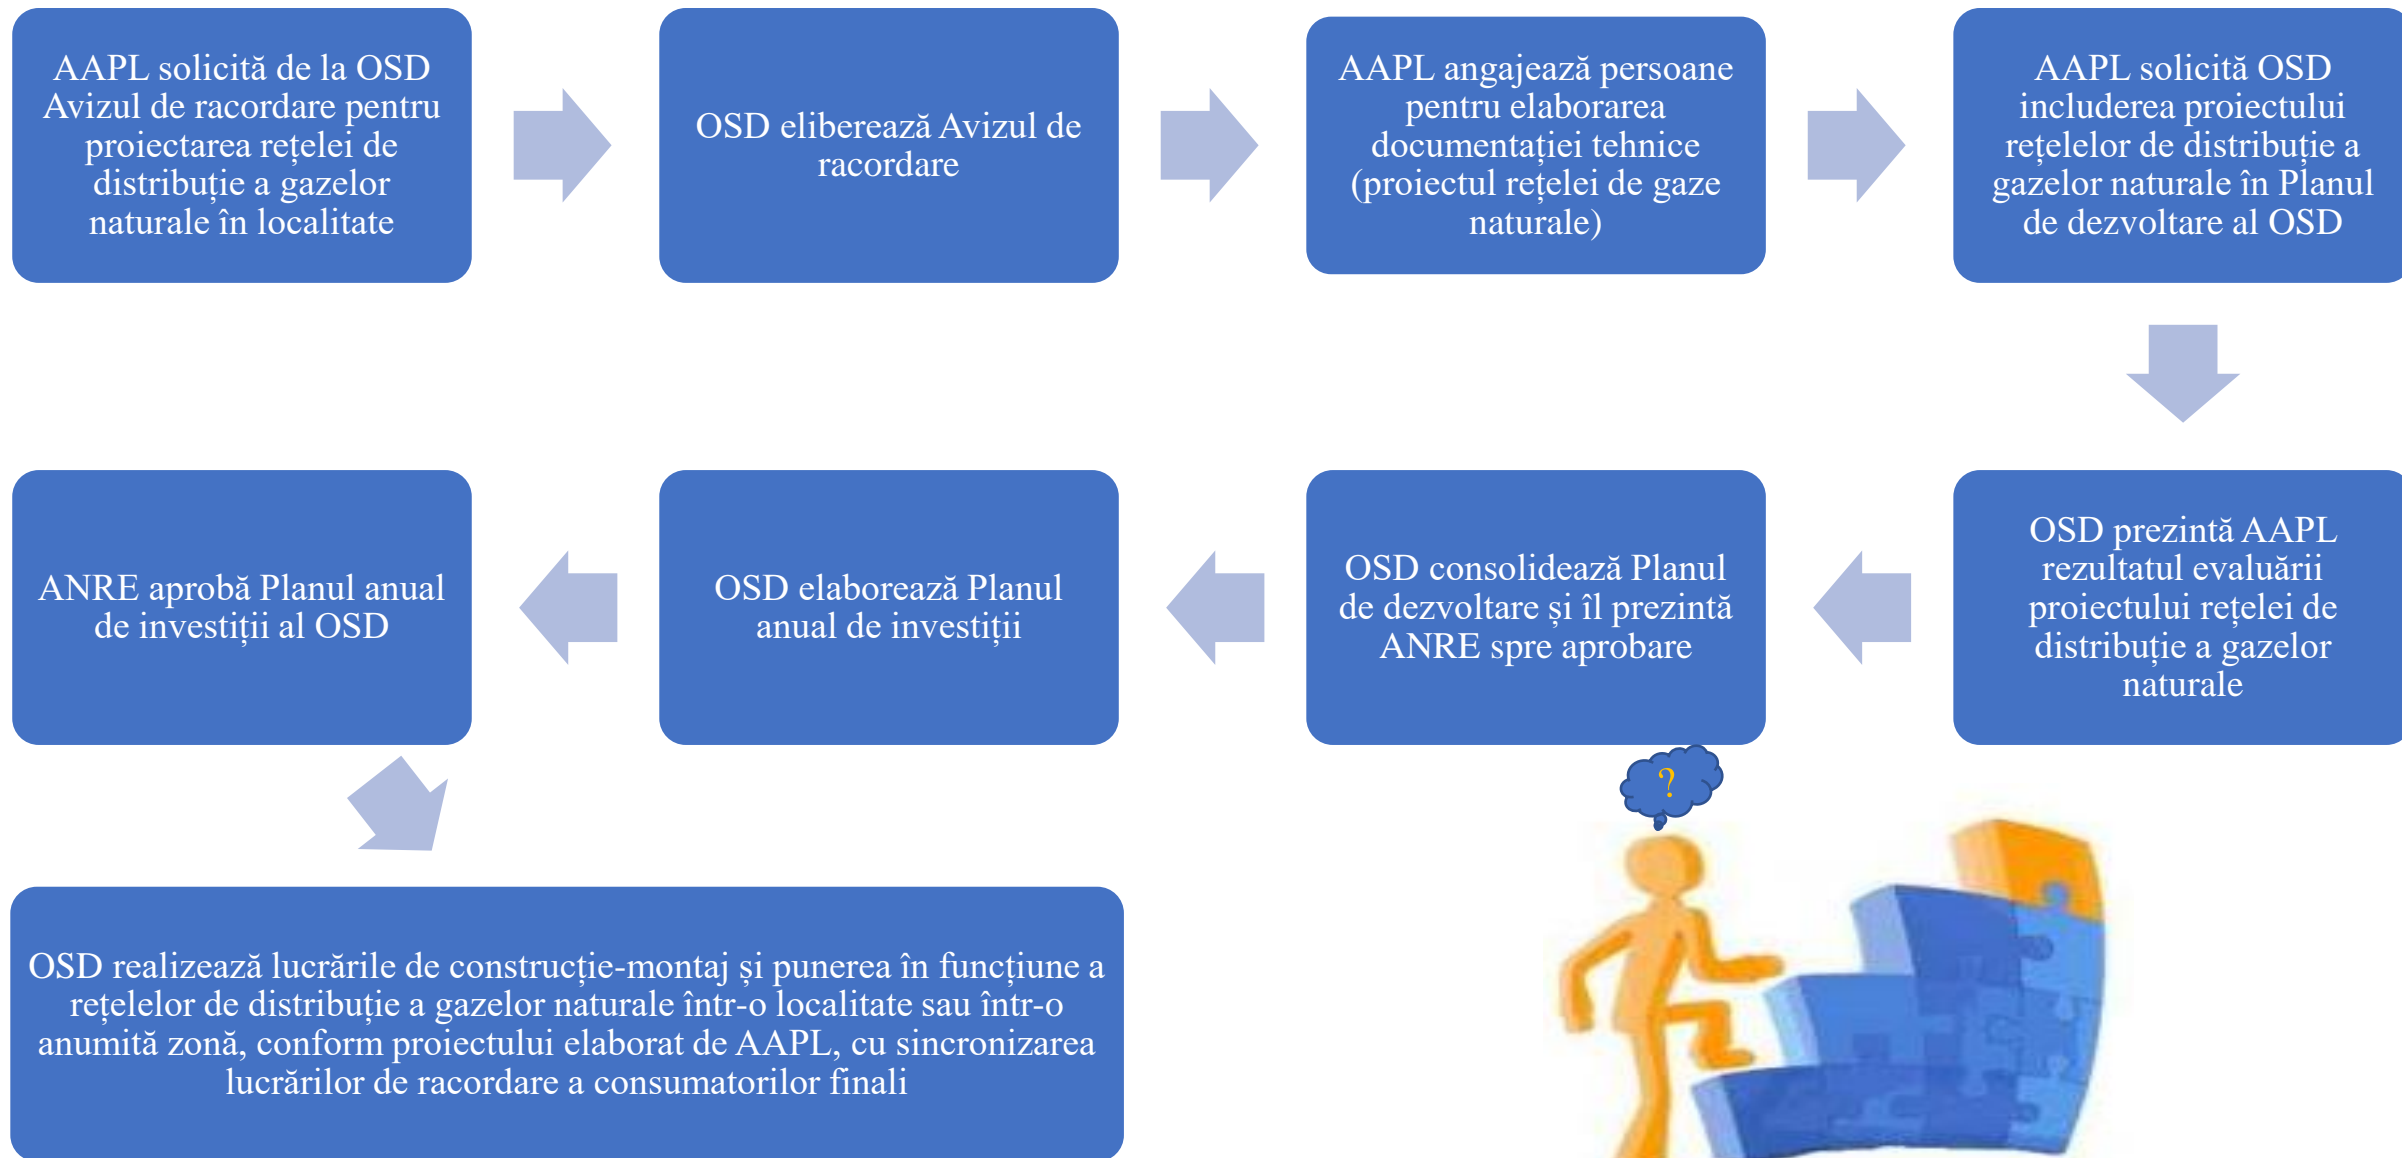 AAPL solicită de la OSD
Avizul de racordare pentru
proiectarea rețelei de
distribuție a gazelor
naturale în localitate
OSD eliberează Avizul de
racordare
AAPL angajează persoane
pentru elaborarea
documentației tehnice
(proiectul rețelei de gaze
naturale)
AAPL solicită OSD
includerea proiectului
rețelelor de distribuție a
gazelor naturale în Planul
de dezvoltare al OSD
OSD prezintă AAPL
rezultatul evaluării
proiectului rețelei de
distribuție a gazelor
naturale
OSD consolidează Planul
de dezvoltare și îl prezintă
ANRE spre aprobare
OSD elaborează Planul
anual de investiții
ANRE aprobă Planul anual
de investiții al OSD
OSD realizează lucrările de construcție-montaj și punerea în funcțiune a
rețelelor de distribuție a gazelor naturale într-o localitate sau într-o
anumită zonă, conform proiectului elaborat de AAPL, cu sincronizarea
lucrărilor de racordare a consumatorilor finali
?